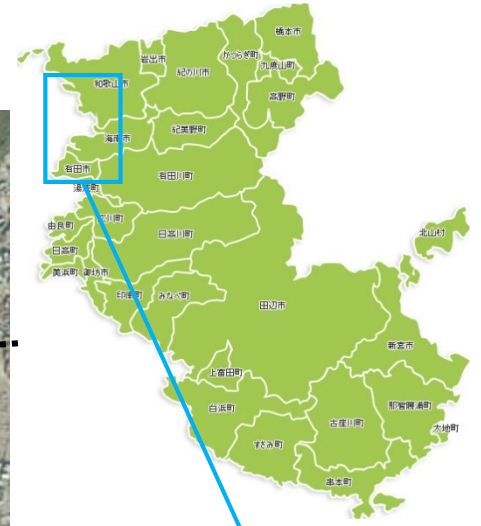 橋本市
岩出市
かつらぎ町
紀の川市
九度山町
和歌山市
高野町
紀美野町
海南市
有田市
有田川町
湯浅町
広川町
由良町
日高川町
北山村
日高町
美浜町
御坊市
印南町
みなべ町
田辺市
新宮市
上富田町
白浜町
那智勝浦町
古座川町
太地町
すさみ町
串本町